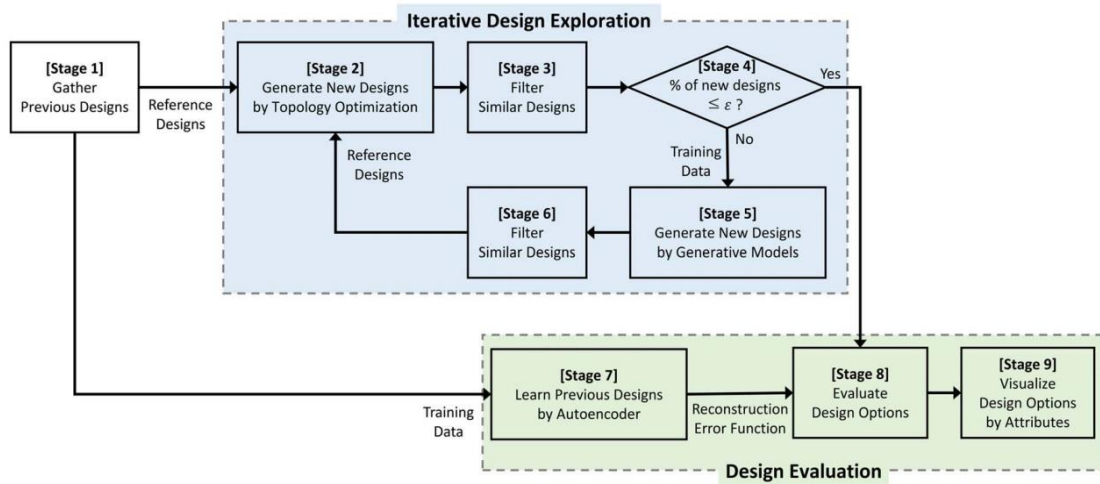 Iterative Design Exploration
[Stage 1]
Gather
Previous Designs
Reference
Designs
[Stage 2]
Generate New Designs
by Topology Optimization
[Stage 3]
Filter
Similar Designs
[Stage 4]
% of new designs
≤ ε ?
Yes
No
Training
Data
Reference
Designs
[Stage 6]
Filter
Similar Designs
[Stage 5]
Generate New Designs
by Generative Models
Training
Data
[Stage 7]
Learn Previous Designs
by Autoencoder
Reconstruction
Error Function
[Stage 8]
Evaluate
Design Options
[Stage 9]
Visualize
Design Options
by Attributes
Design Evaluation